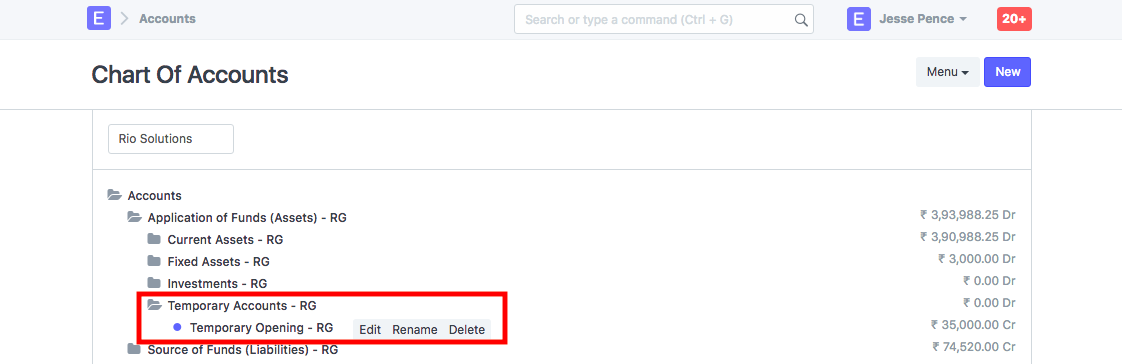 E Accounts Search or type a command (Ctrl + G) E Jesse Pence 20+
Chart Of Accounts Menu New
Rio Solutions
Accounts
Application of Funds (Assets) - RG ₹ 3,93,988.25 Dr
Current Assets - RG ₹ 3,90,988.25 Dr
Fixed Assets - RG ₹ 3,000.00 Dr
Investments - RG ₹ 0.00 Dr
Temporary Accounts - RG ₹ 0.00 Dr
Temporary Opening - RG Edit Rename Delete ₹ 35,000.00 Cr
Source of Funds (Liabilities) - RG ₹ 74,520.00 Cr